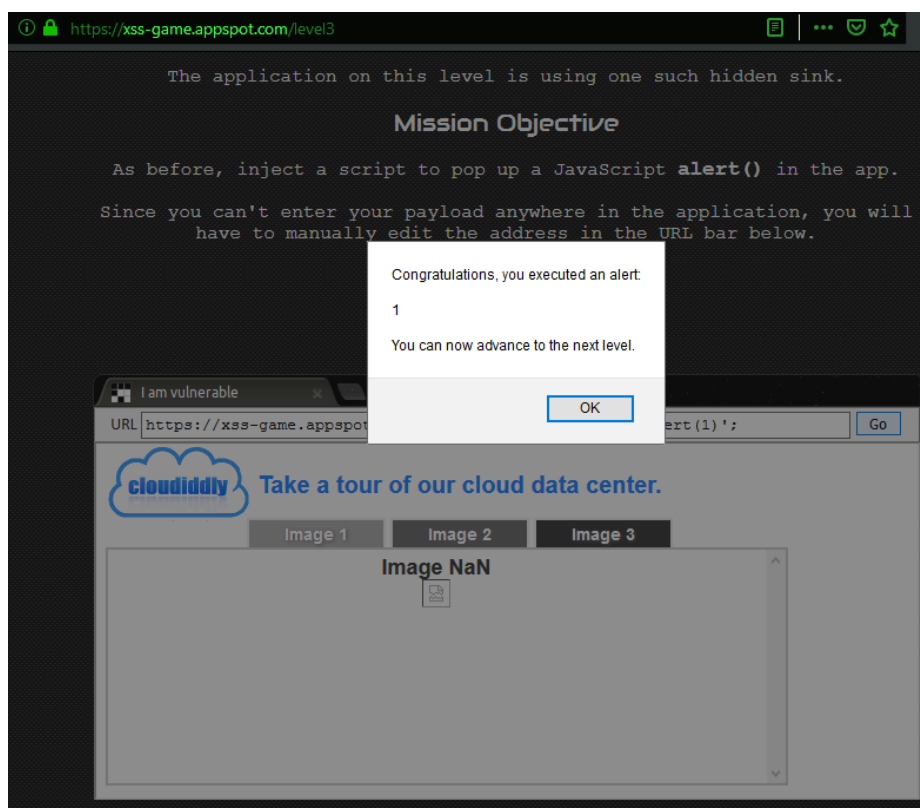 https://xss-game.appspot.com/level3
The application on this level is using one such hidden sink.
Mission Objective
As before, inject a script to pop up a JavaScript alert() in the app.
Since you can't enter your payload anywhere in the application, you will
have to manually edit the address in the URL bar below.
Congratulations, you executed an alert:
1
You can now advance to the next level.
OK
I am vulnerable
URL https://xss-game.appspot ert(1)'; Go
cloudiddly Take a tour of our cloud data center.
Image 1 Image 2 Image 3
Image NaN